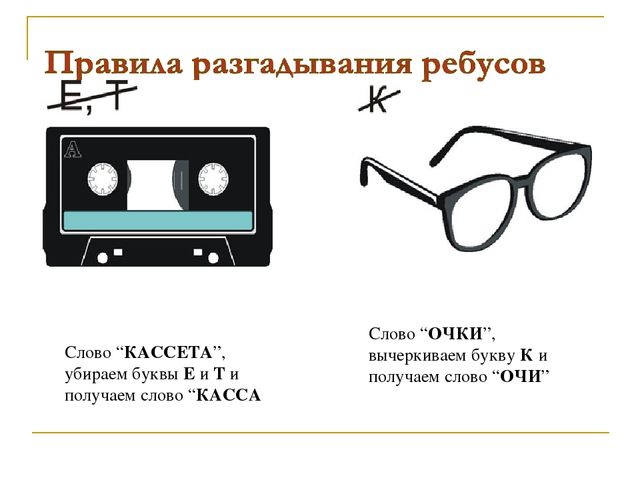 Правила разгадывания ребусов
Е, Т
К
А
Слово “КАССЕТА”,
убираем буквы Е и Т и
получаем слово “КАССА
Слово “ОЧКИ”,
вычеркиваем букву К и
получаем слово “ОЧИ”